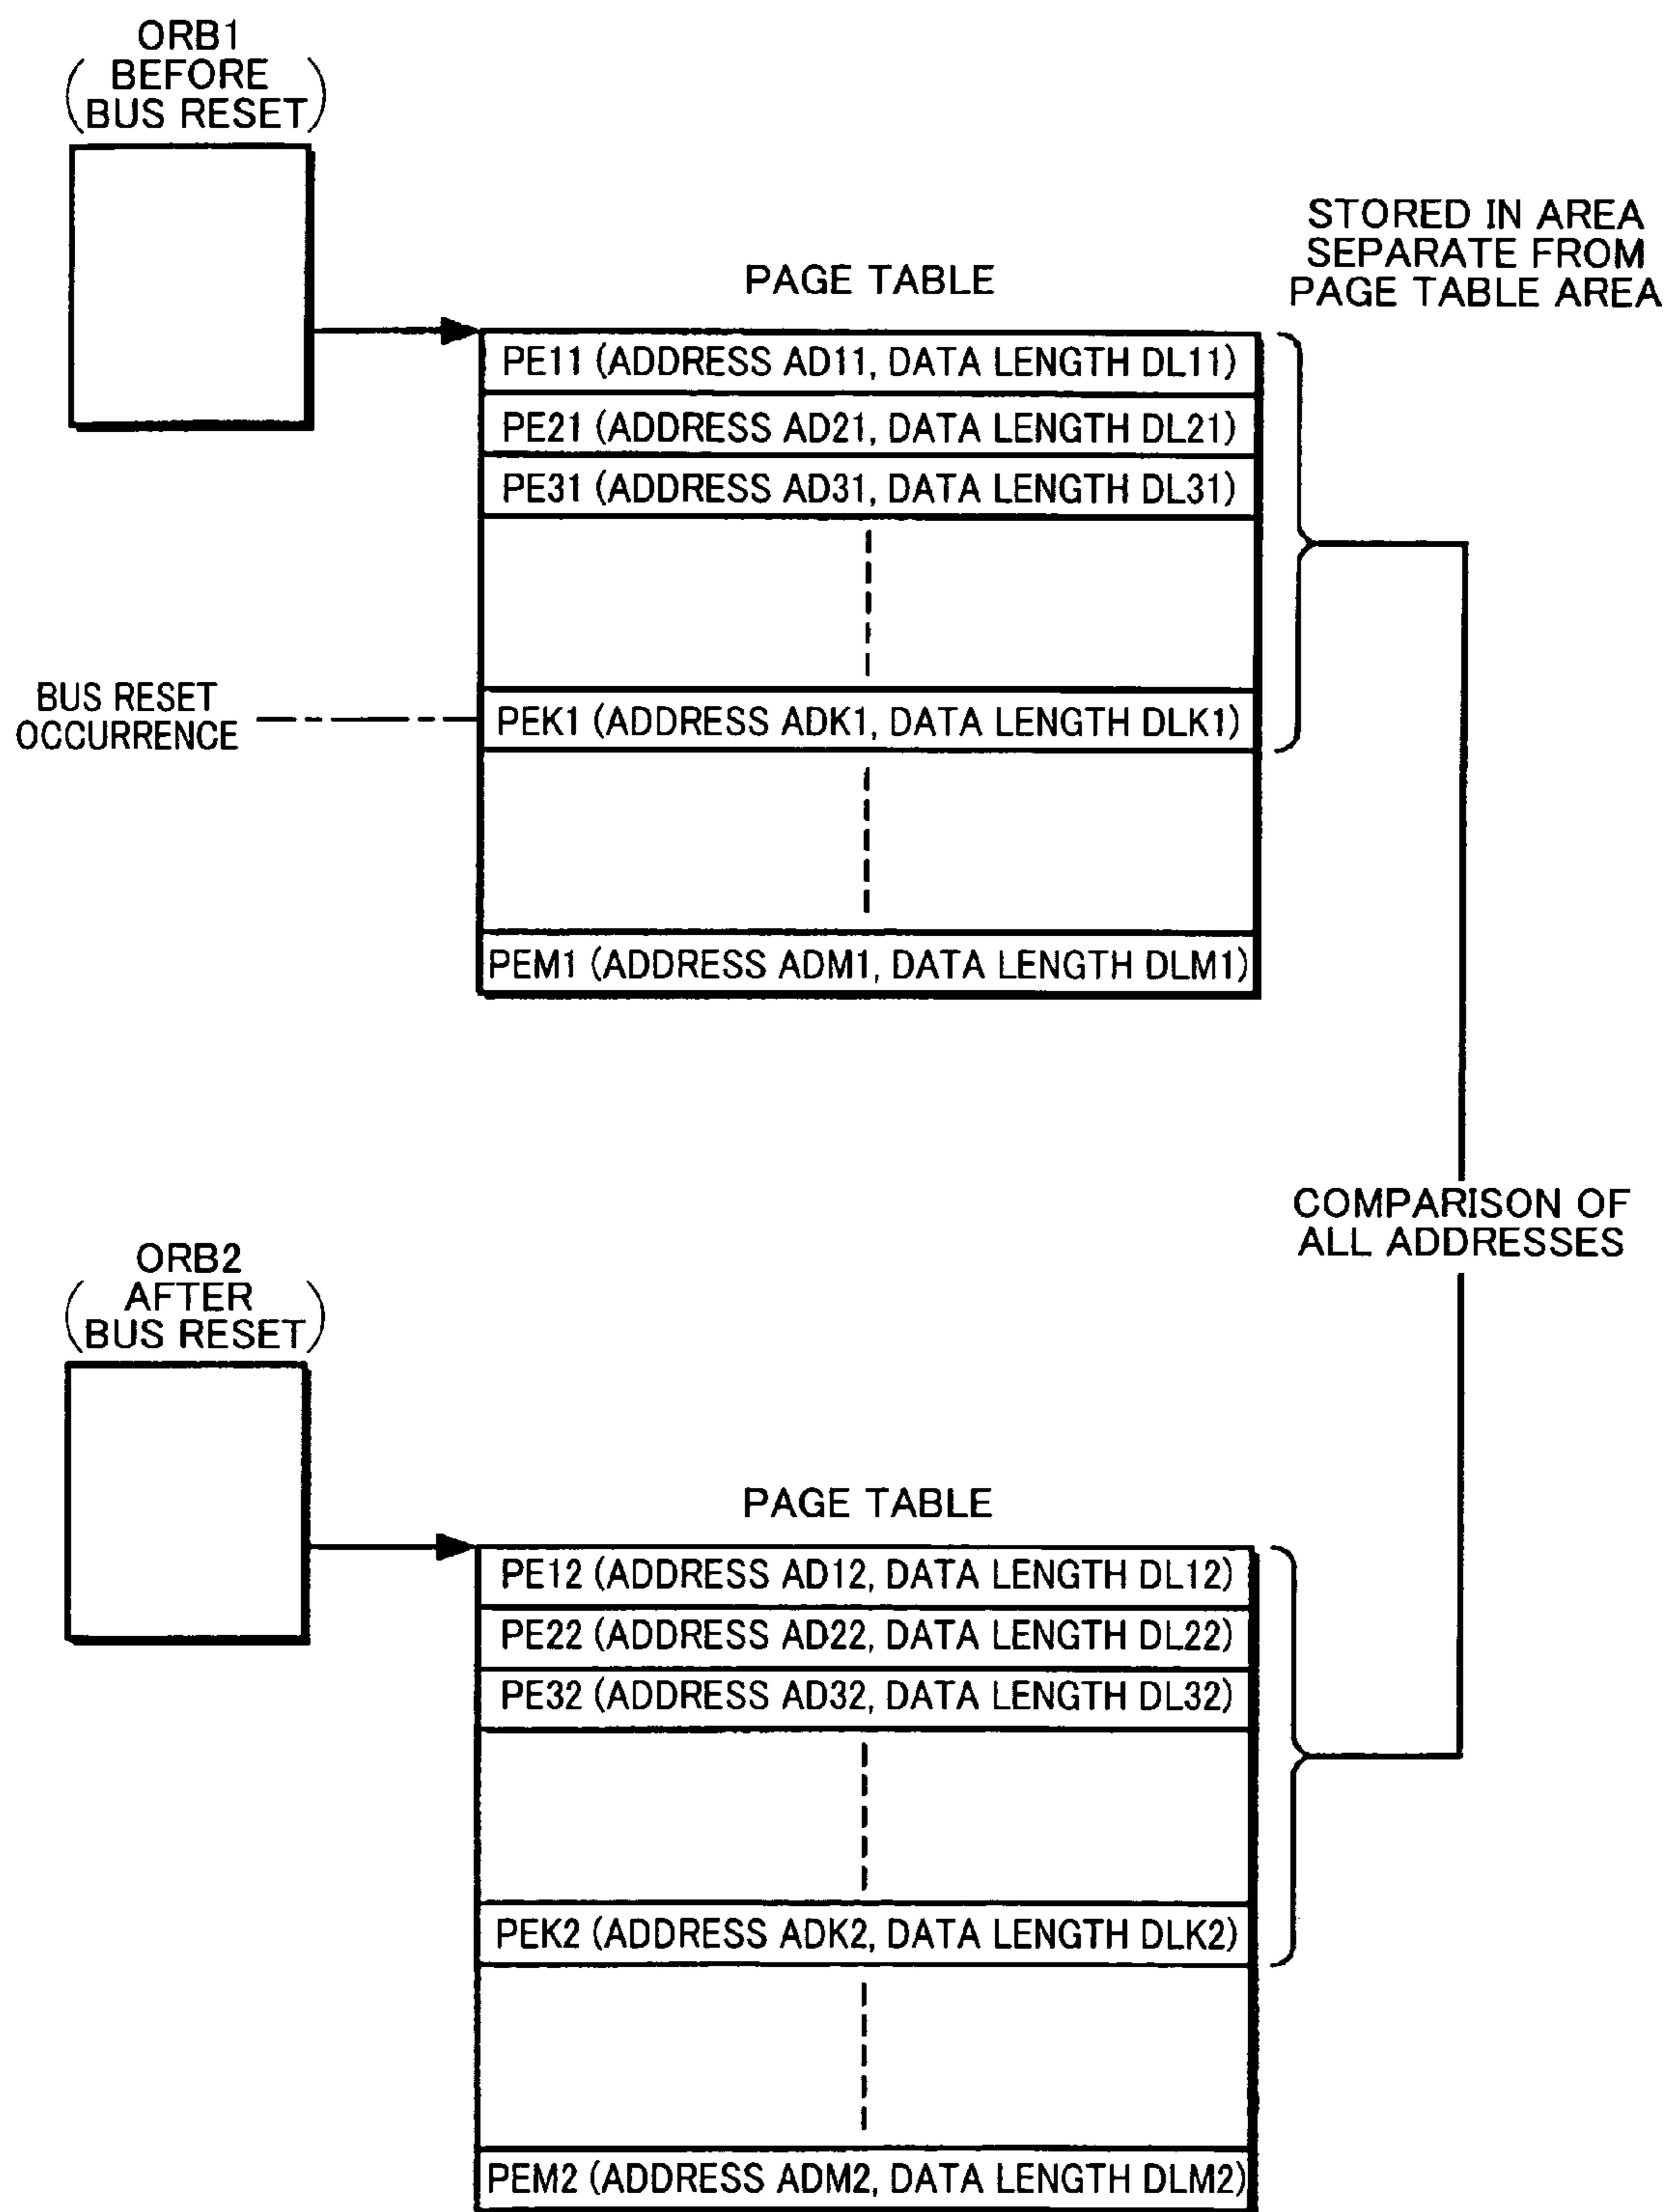 ORB1
( BEFORE
BUS RESET )
STORED IN AREA
SEPARATE FROM
PAGE TABLE AREA
PAGE TABLE
PE11 (ADDRESS AD11, DATA LENGTH DL11)
PE21 (ADDRESS AD21, DATA LENGTH DL21)
PE31 (ADDRESS AD31, DATA LENGTH DL31)
BUS RESET
OCCURRENCE
PEK1 (ADDRESS ADK1, DATA LENGTH DLK1)
PEM1 (ADDRESS ADM1, DATA LENGTH DLM1)
COMPARISON OF
ALL ADDRESSES
ORB2
( AFTER
BUS RESET )
PAGE TABLE
PE12 (ADDRESS AD12, DATA LENGTH DL12)
PE22 (ADDRESS AD22, DATA LENGTH DL22)
PE32 (ADDRESS AD32, DATA LENGTH DL32)
PEK2 (ADDRESS ADK2, DATA LENGTH DLK2)
PEM2 (ADDRESS ADM2, DATA LENGTH DLM2)